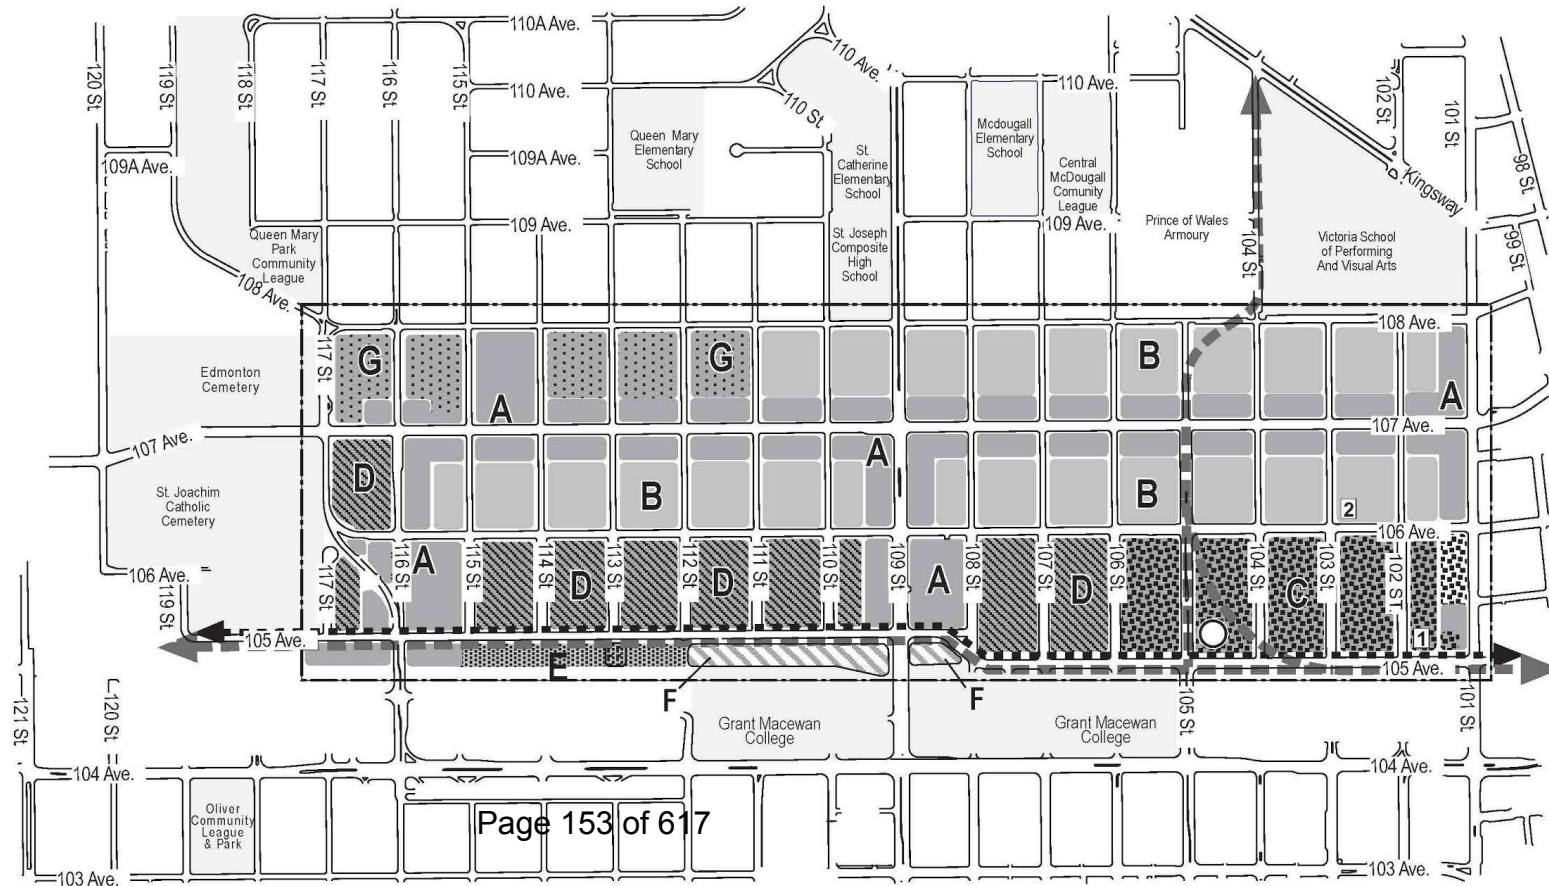 110A Ave.
120 St
119 St
118 St
117 St
116 St
115 St
110 Ave.
110 Ave.
110 St
110 Ave.
102 St
101 St
98 St
99 St
Kingsway
Queen Mary
Elementary
School
Mcdougall
Elementary
School
St.
Catherine
Elementary
School
Central
McDougall
Comunity
League
109A Ave.
109A Ave.
109 Ave.
109 Ave.
Prince of Wales
Armoury
104 St
Victoria School
of Performing
And Visual Arts
St. Joseph
Composite
High
School
Queen Mary
Park
Community
League
108 Ave.
108 Ave.
117 St
G
G
B
A
A
Edmonton
Cemetery
107 Ave.
107 Ave.
A
D
B
B
2
St. Joachim
Catholic
Cemetery
106 Ave.
106 Ave.
119 St
117 St
116 St
A
115 St
114 St
D
113 St
112 St
D
111 St
110 St
109 St
A
108 St
107 St
D
106 St
104 St
C
103 St
102 St
1
105 Ave.
105 Ave.
E
F
F
121 St
120 St
105 St
101 St
Grant Macewan
College
Grant Macewan
College
104 Ave.
104 Ave.
Oliver
Community
League
& Park
Page 153 of 617
103 Ave.
103 Ave.